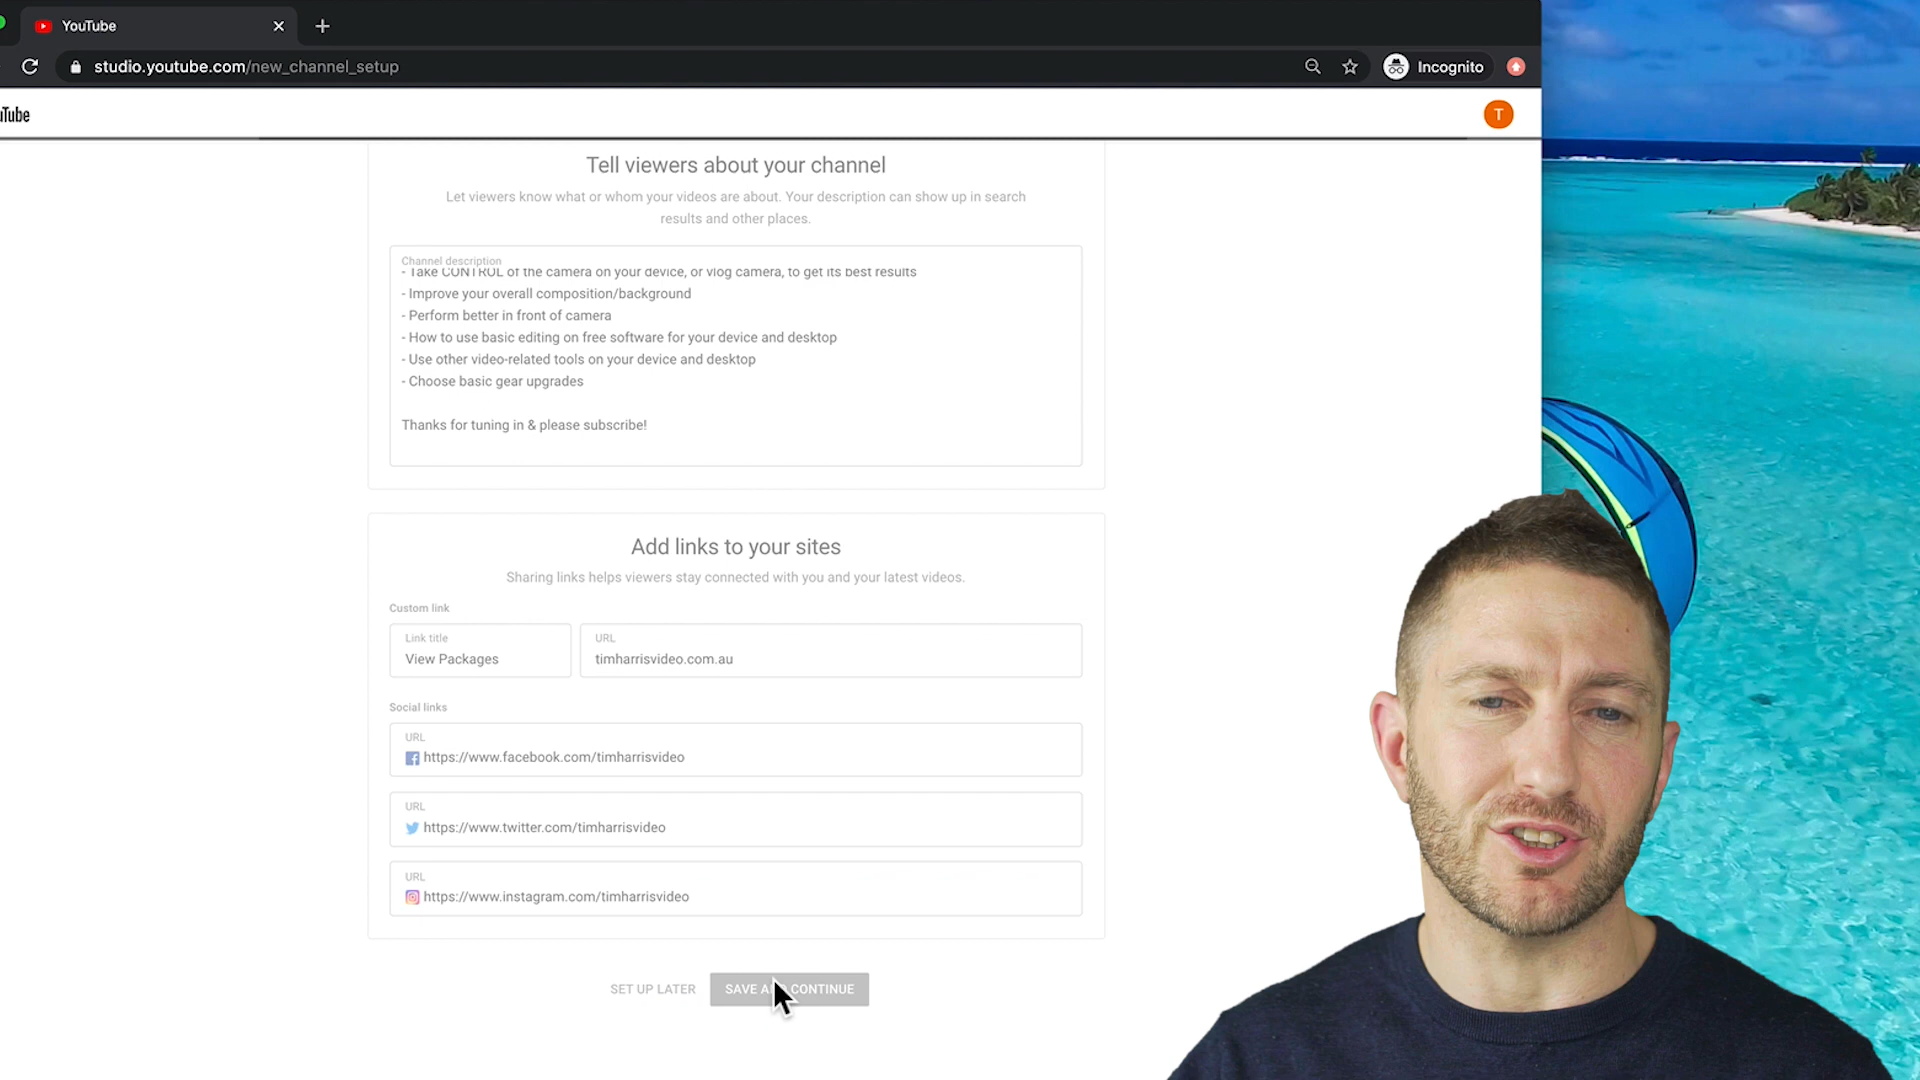 YouTube
studio.youtube.com/new_channel_setup
Incognito
uTube
T
Tell viewers about your channel
Let viewers know what or whom your videos are about. Your description can show up in search
results and other places.
Channel description
- Take CONTROL of the camera on your device, or vlog camera, to get its best results
- Improve your overall composition/background
- Perform better in front of camera
- How to use basic editing on free software for your device and desktop
- Use other video-related tools on your device and desktop
- Choose basic gear upgrades
Thanks for tuning in & please subscribe!
Add links to your sites
Sharing links helps viewers stay connected with you and your latest videos.
Custom link
Link title
View Packages
URL
timharrisvideo.com.au
Social links
URL
https://www.facebook.com/timharrisvideo
URL
https://www.twitter.com/timharrisvideo
URL
https://www.instagram.com/timharrisvideo
SET UP LATER
SAVE AND CONTINUE